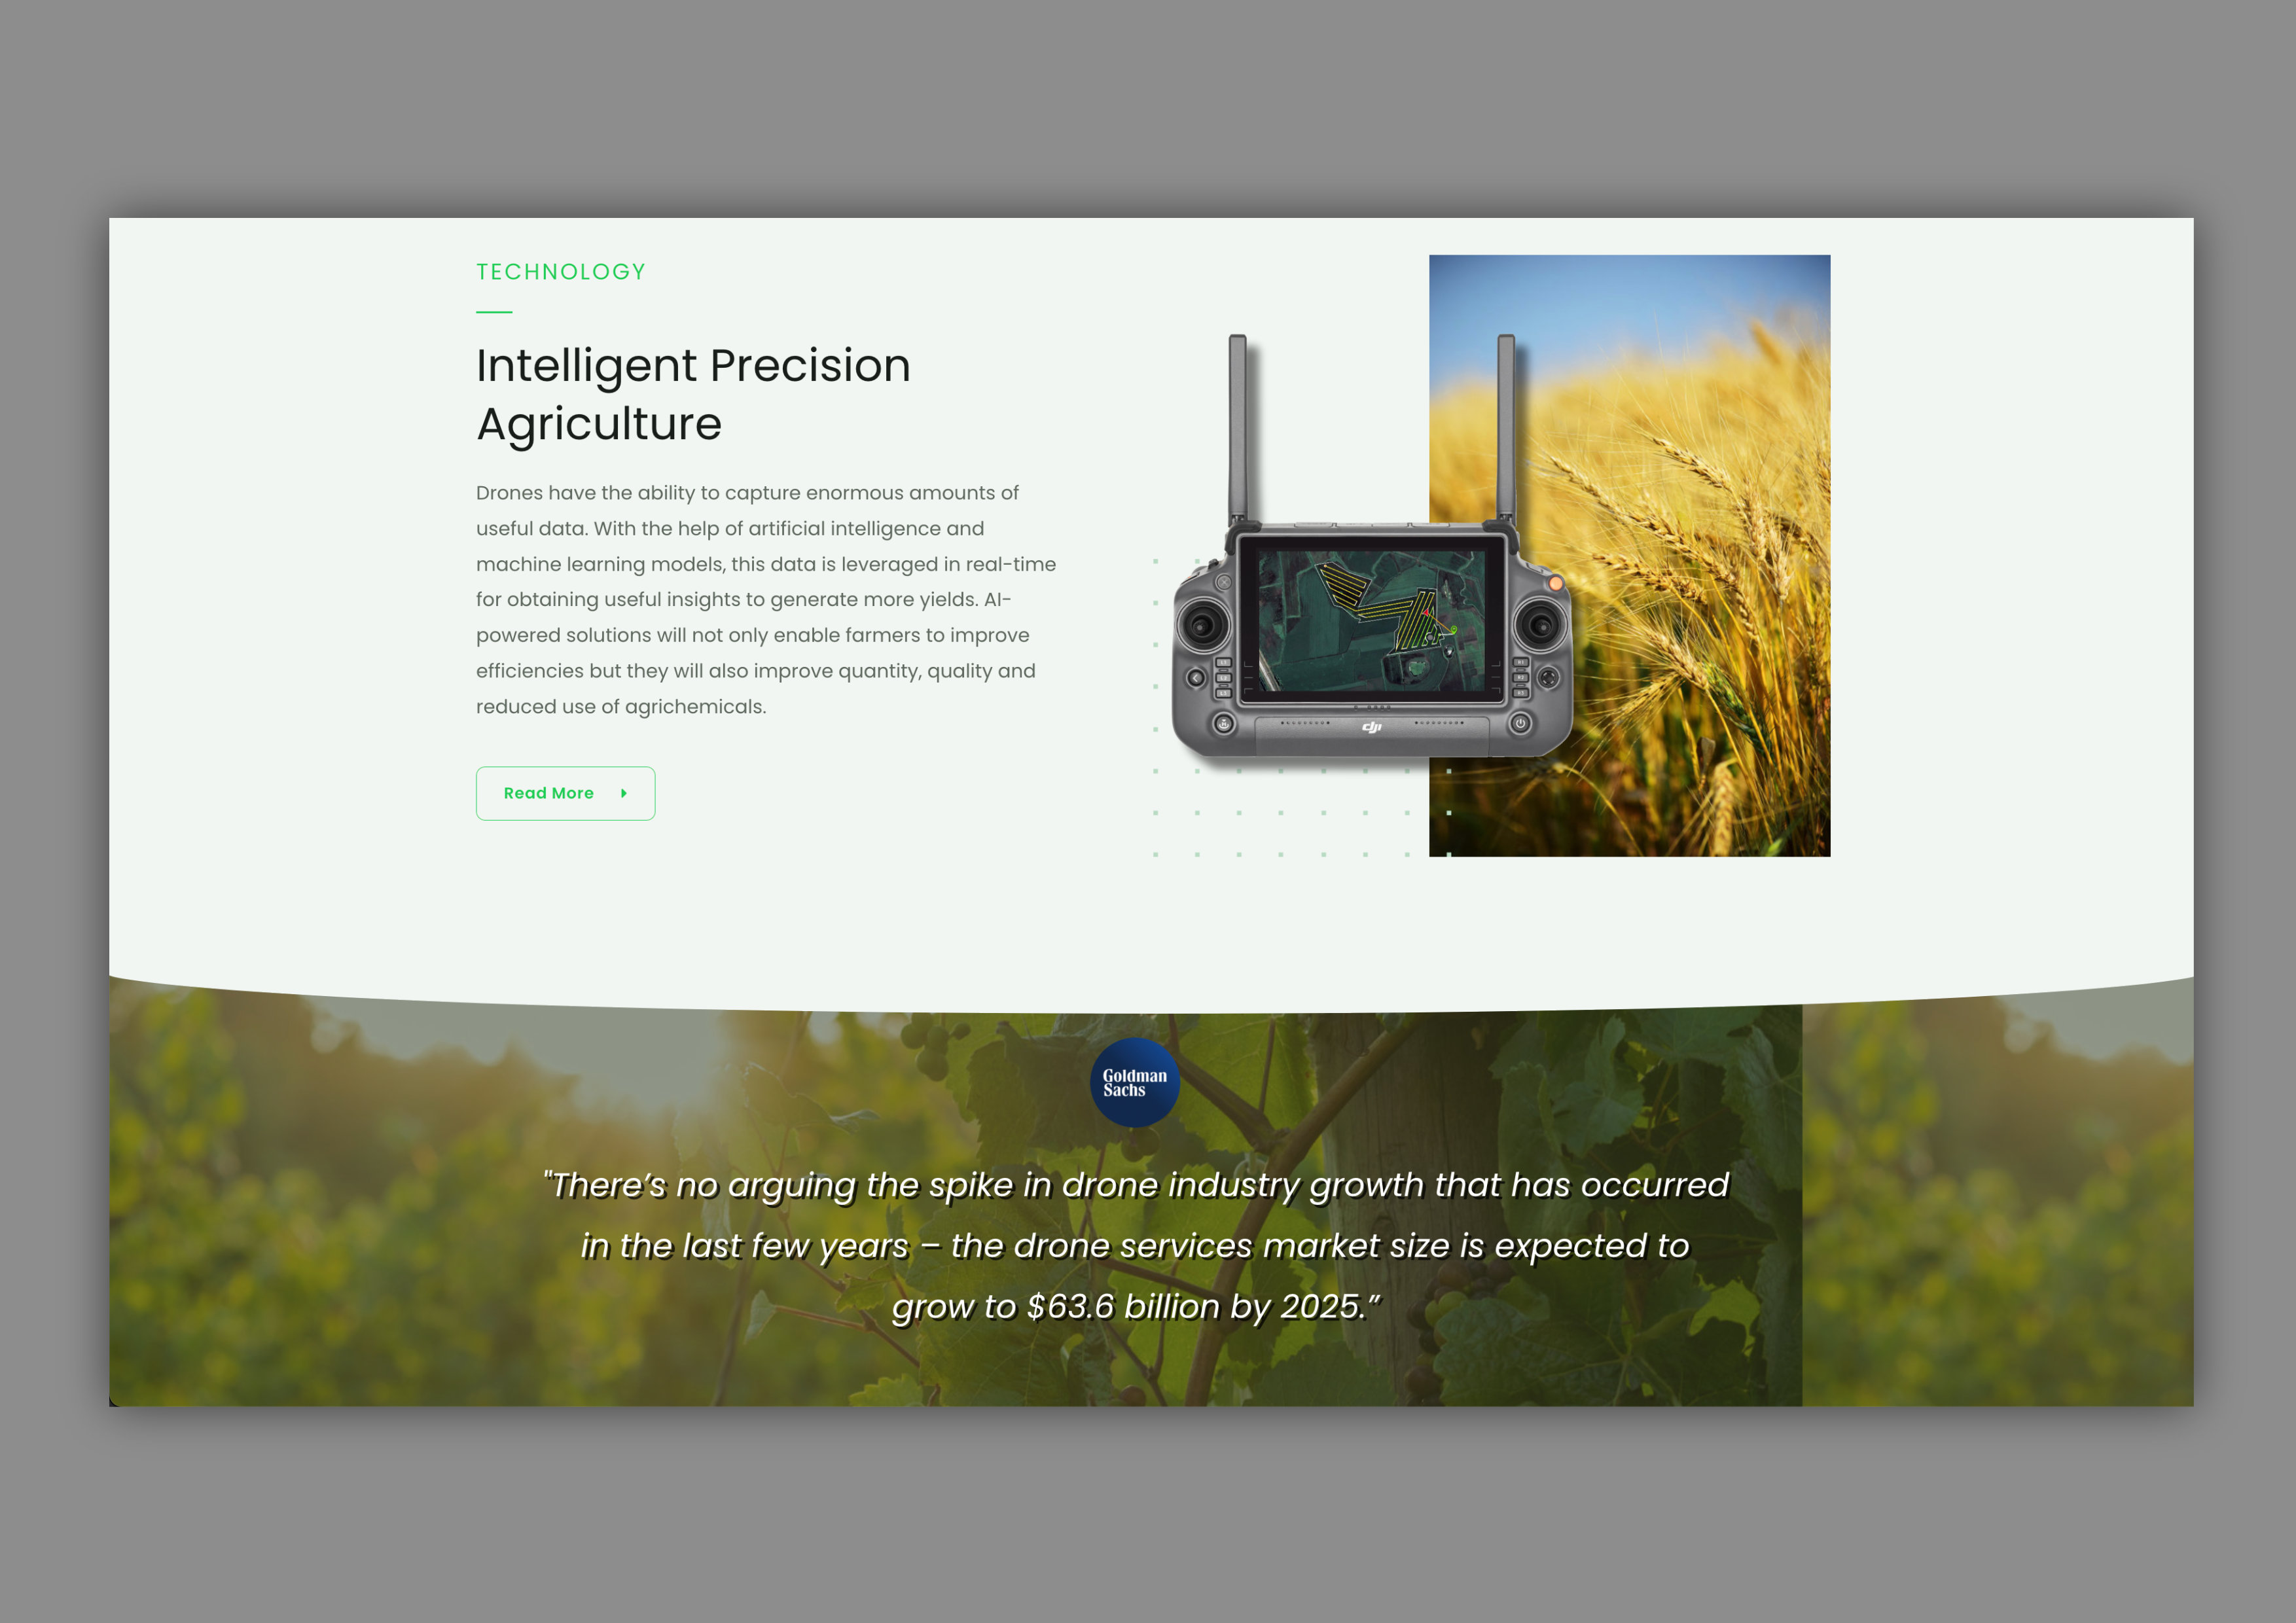 TECHNOLOGY
Intelligent Precision
Agriculture
Drones have the ability to capture enormous amounts of
useful data. With the help of artificial intelligence and
machine learning models, this data is leveraged in real-time
for obtaining useful insights to generate more yields. AI-
powered solutions will not only enable farmers to improve
efficiencies but they will also improve quantity, quality and
reduced use of agrichemicals.
Read More
dji
Goldman
Sachs
"There’s no arguing the spike in drone industry growth that has occurred
in the last few years – the drone services market size is expected to
grow to $63.6 billion by 2025.”